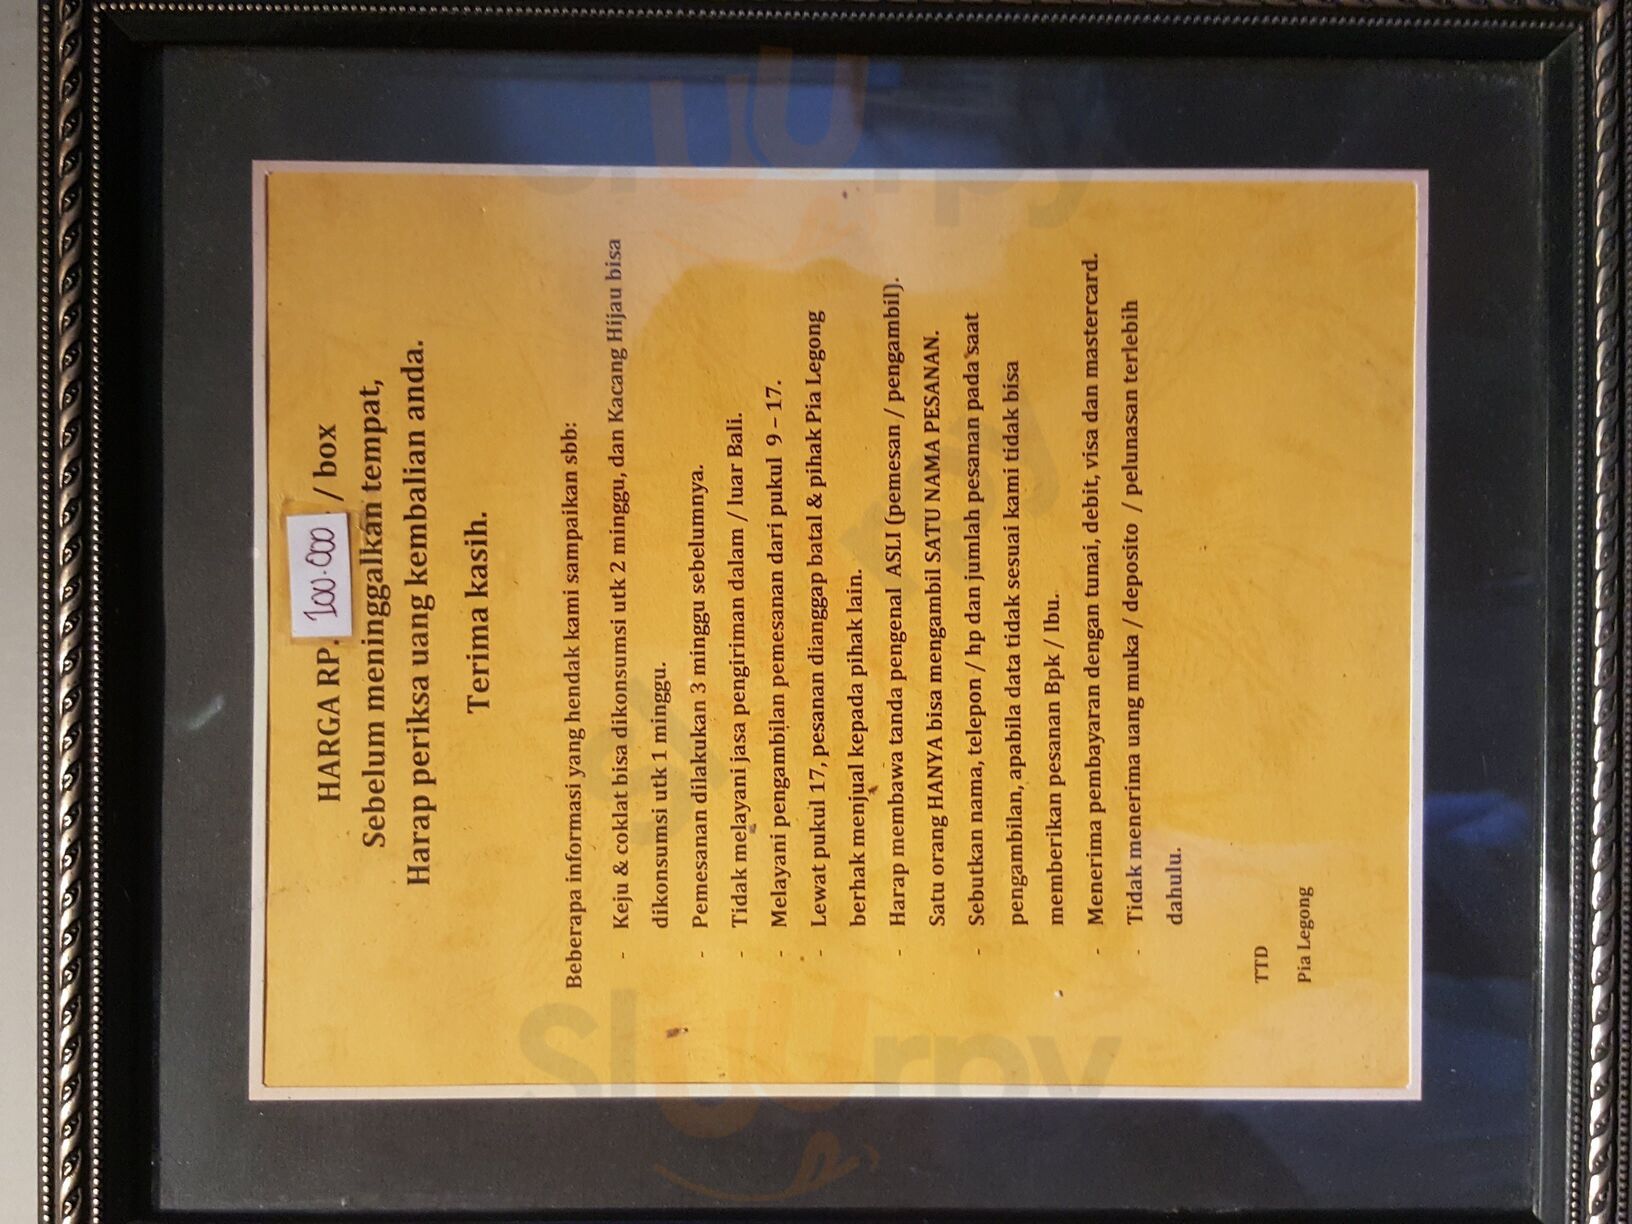 HARGA RP. 100.000 / box
Sebelum meninggalkan tempat,
Harap periksa uang kembalian anda.
Terima kasih.
Beberapa informasi yang hendak kami sampaikan sbb:
- Keju & coklat bisa dikonsumsi utk 2 minggu, dan Kacang Hijau bisa
dikonsumsi utk 1 minggu.
- Pemesanan dilakukan 3 minggu sebelumnya.
- Tidak melayani jasa pengiriman dalam / luar Bali.
- Melayani pengambilan pemesanan dari pukul 9 – 17.
- Lewat pukul 17, pesanan dianggap batal & pihak Pia Legong
berhak menjual kepada pihak lain.
- Harap membawa tanda pengenal ASLI (pemesan / pengambil).
Satu orang HANYA bisa mengambil SATU NAMA PESANAN.
- Sebutkan nama, telepon / hp dan jumlah pesanan pada saat
pengambilan, apabila data tidak sesuai kami tidak bisa
memberikan pesanan Bpk / Ibu.
- Menerima pembayaran dengan tunai, debit, visa dan mastercard.
- Tidak menerima uang muka / deposito / pelunasan terlebih
dahulu.
TTD
Pia Legong
Sluurpy
Sluurpy
Sluurpy